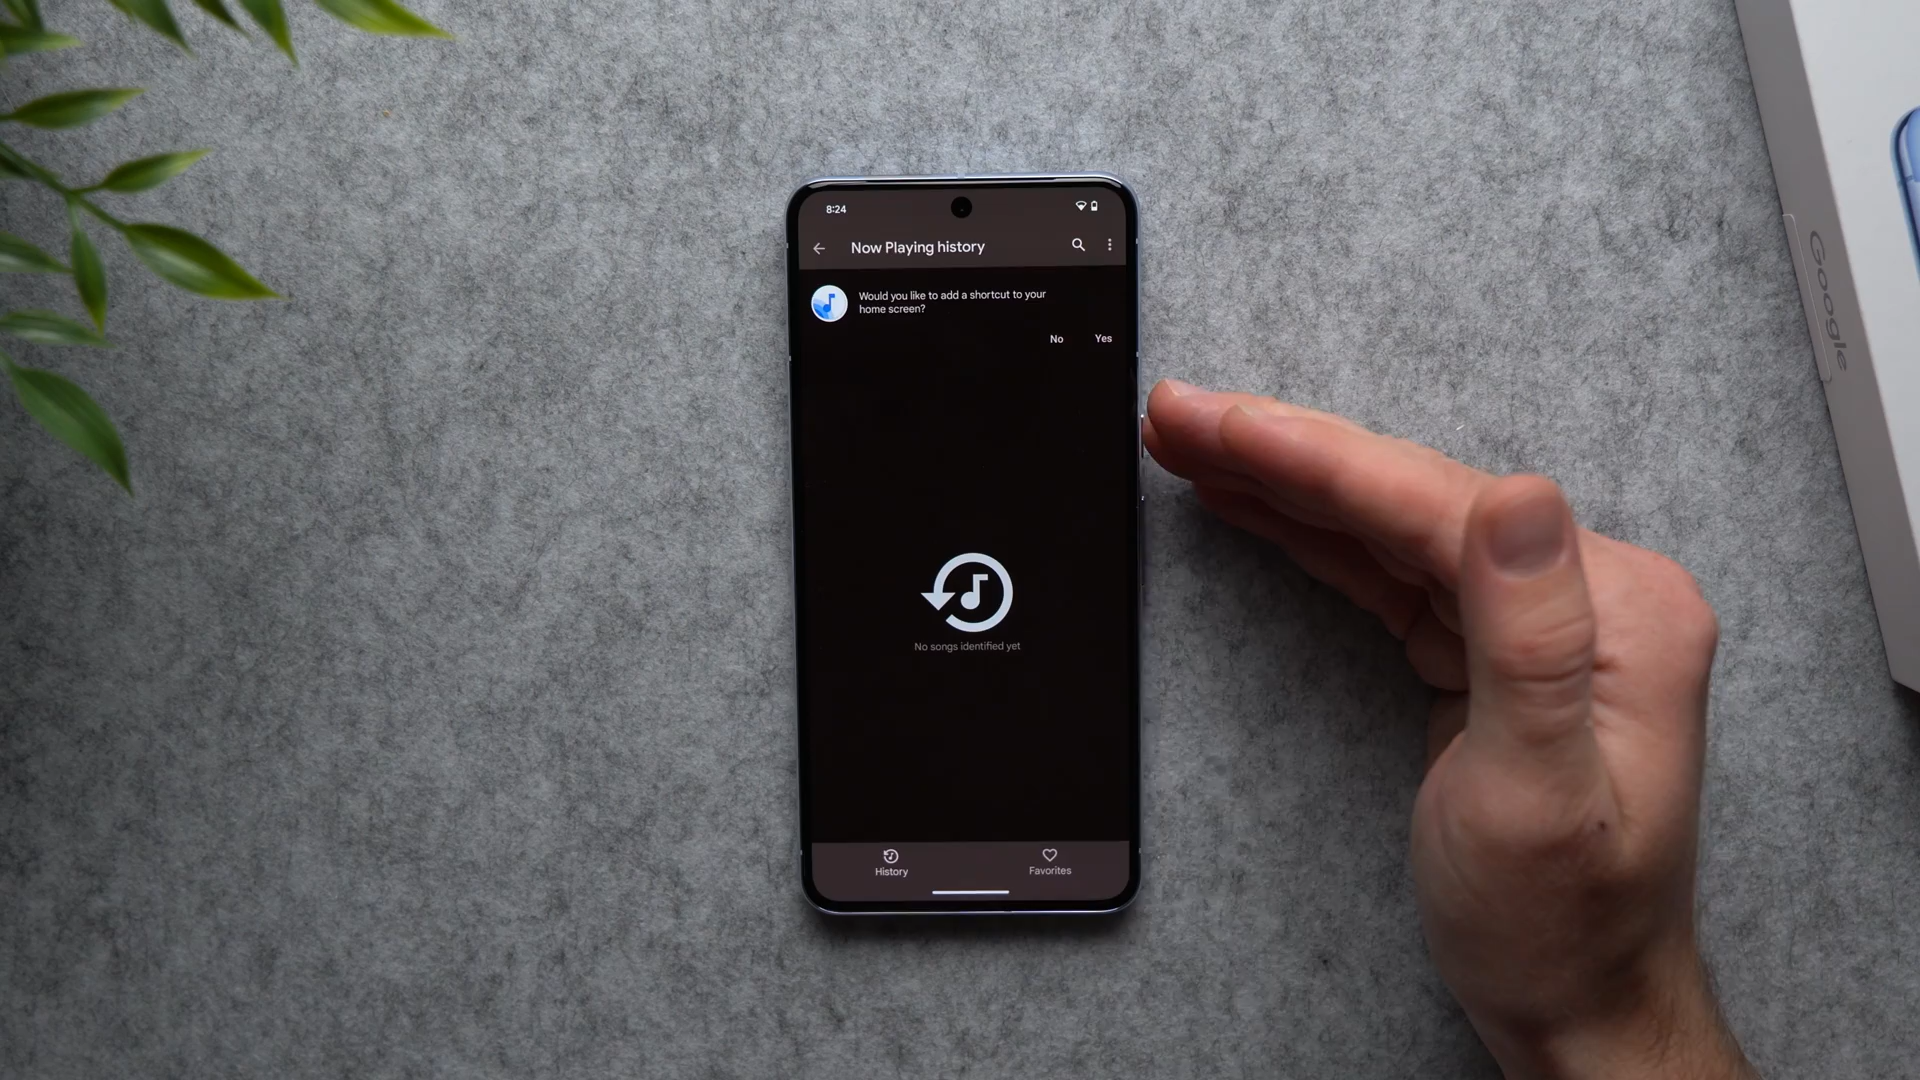 8:24
Now Playing history
Would you like to add a shortcut to your
home screen?
No Yes
No songs identified yet
History Favorites
Google